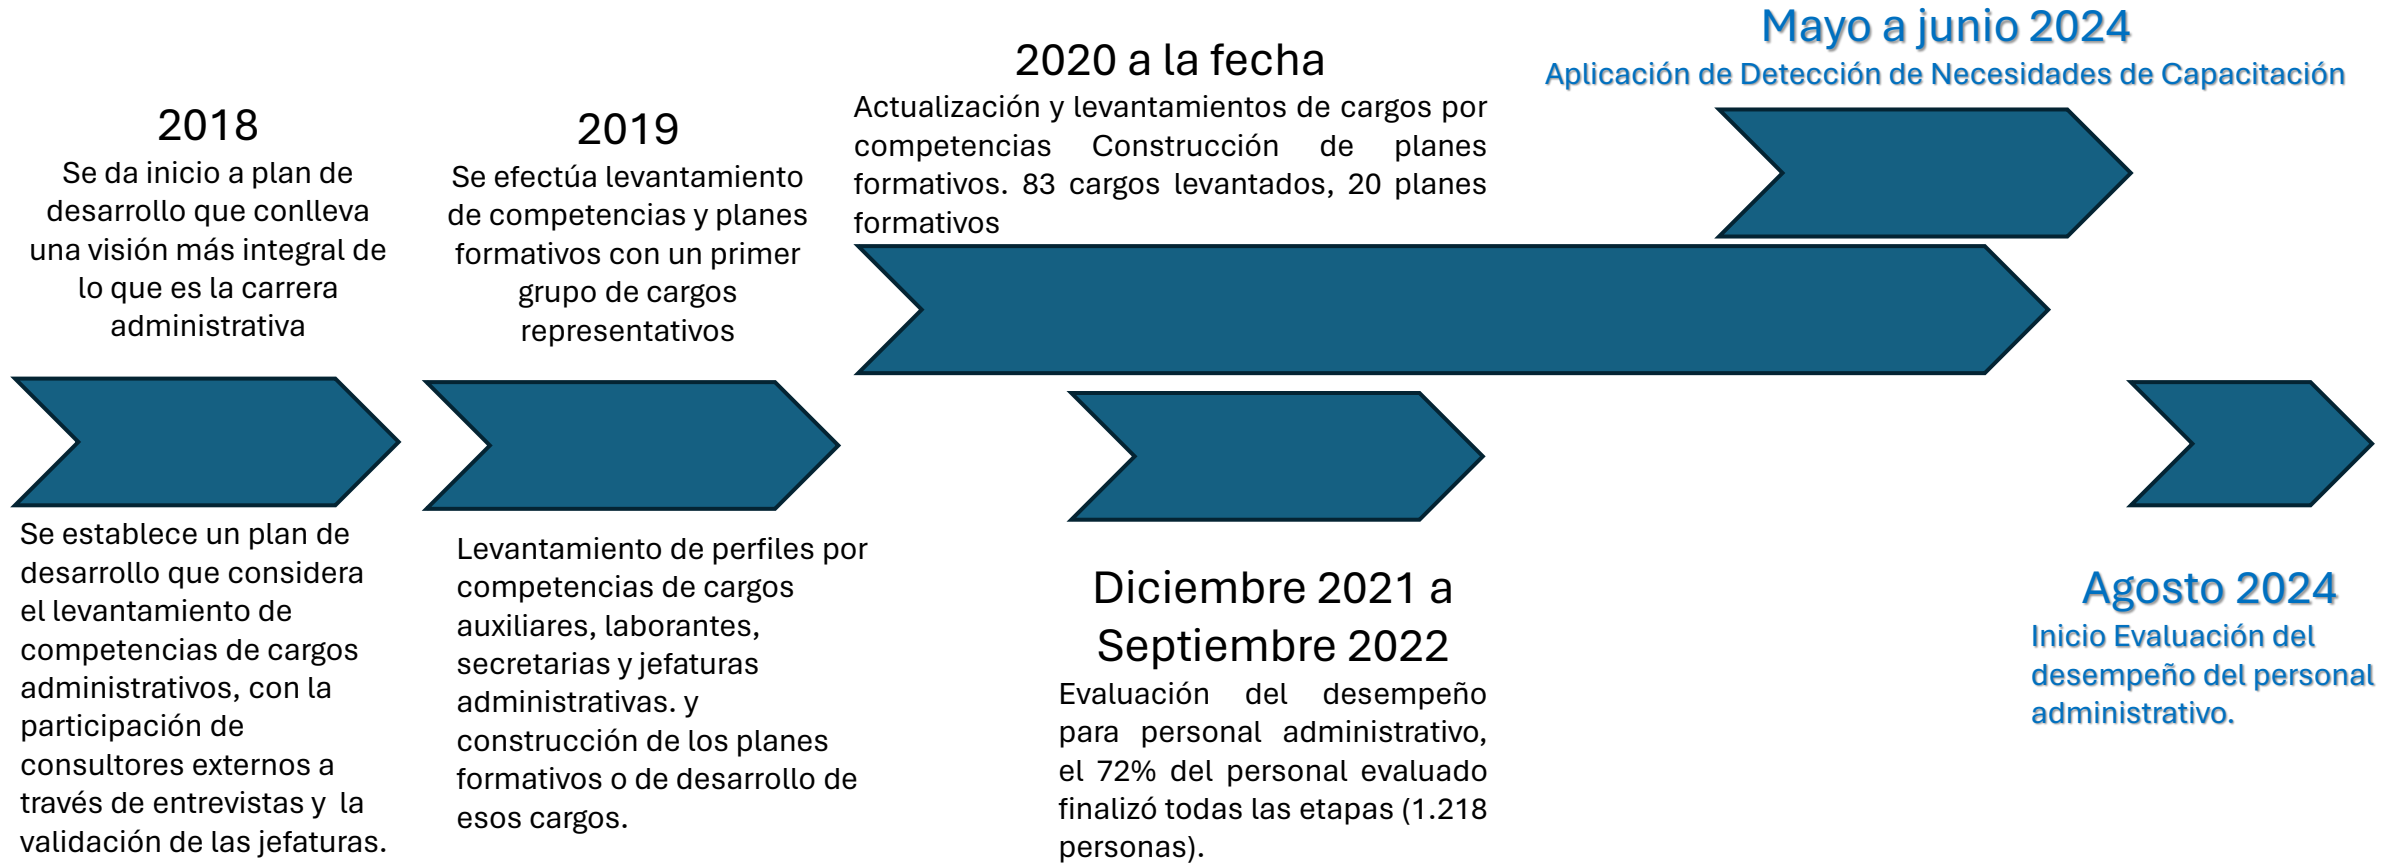 2018
Se da inicio a plan de
desarrollo que conlleva
una visión más integral de
lo que es la carrera
administrativa
Se establece un plan de
desarrollo que considera
el levantamiento de
competencias de cargos
administrativos, con la
participación de
consultores externos a
través de entrevistas y la
validación de las jefaturas.
2019
Se efectúa levantamiento
de competencias y planes
formativos con un primer
grupo de cargos
representativos
Levantamiento de perfiles por
competencias de cargos
auxiliares, laborantes,
secretarias y jefaturas
administrativas. y
construcción de los planes
formativos o de desarrollo de
esos cargos.
2020 a la fecha
Actualización y levantamientos de cargos por
competencias Construcción de planes
formativos. 83 cargos levantados, 20 planes
formativos
Diciembre 2021 a
Septiembre 2022
Evaluación del desempeño
para personal administrativo,
el 72% del personal evaluado
finalizó todas las etapas (1.218
personas).
Mayo a junio 2024
Aplicación de Detección de Necesidades de Capacitación
Agosto 2024
Inicio Evaluación del
desempeño del personal
administrativo.